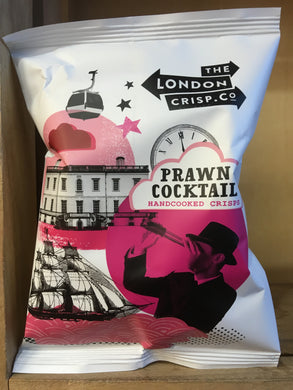 THE
LONDON
CRISP.Co
PRAWN
COCKTAIL
HANDCOOKED CRISPS